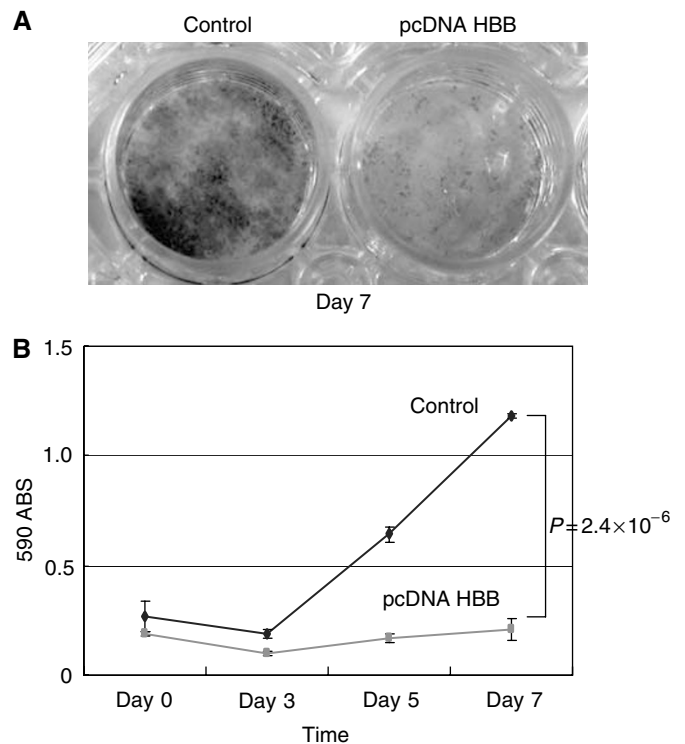 A
Control
pcDNA HBB
Day 7
B
1.5
1.0
0.5
0
590 ABS
Control
pcDNA HBB
P=2.4×10−6
Day 0
Day 3
Day 5
Day 7
Time